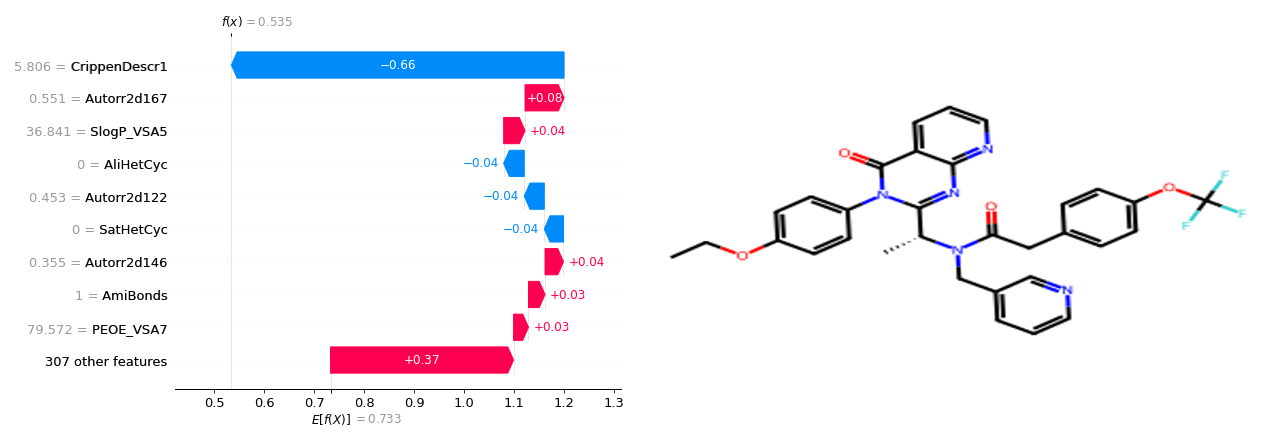 f(x) = 0.535
5.806 = CrippenDescr1
−0.66
0.551 = Autorr2d167
+0.08
36.841 = SlogP_VSA5
+0.04
0 = AliHetCyc
−0.04
0.453 = Autorr2d122
−0.04
0 = SatHetCyc
−0.04
0.355 = Autorr2d146
+0.04
1 = AmiBonds
+0.03
79.572 = PEOE_VSA7
+0.03
307 other features
+0.37
0.5 0.6 0.7 0.8 0.9 1.0 1.1 1.2 1.3
E[f(X)] = 0.733
N
O
N
N
O
O
F
F
F
O
N
N